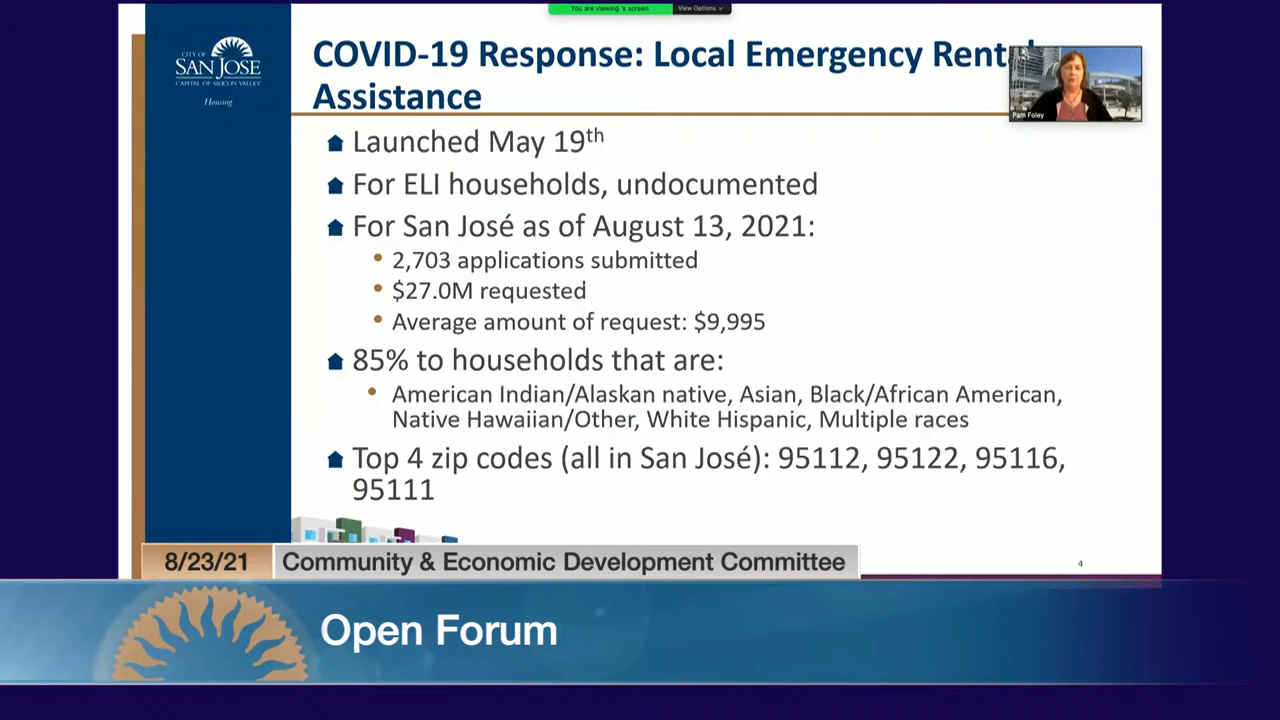 You are viewing 's screen
View Options
CITY OF
SAN JOSE
CAPITAL OF SILICON VALLEY
Housing
COVID-19 Response: Local Emergency Rental
Assistance
Pam Foley
Launched May 19th
For ELI households, undocumented
For San José as of August 13, 2021:
2,703 applications submitted
$27.0M requested
Average amount of request: $9,995
85% to households that are:
American Indian/Alaskan native, Asian, Black/African American,
Native Hawaiian/Other, White Hispanic, Multiple races
Top 4 zip codes (all in San José): 95112, 95122, 95116,
95111
4
8/23/21
Community & Economic Development Committee
Open Forum